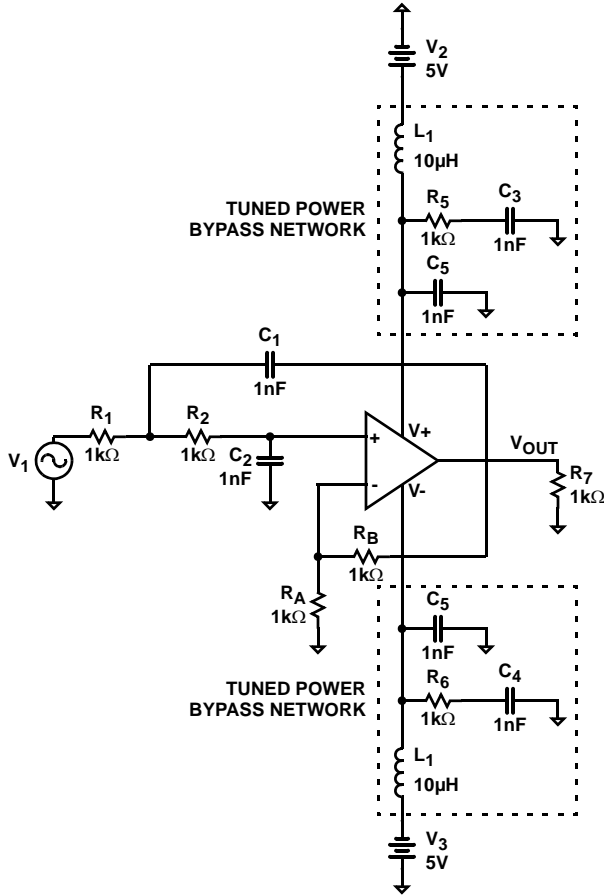 V2
5V
L1
10µH
TUNED POWER
BYPASS NETWORK
R5
1kΩ
C3
1nF
C5
1nF
C1
1nF
R1
1kΩ
R2
1kΩ
C2
1nF
V1
+
-
V+
V-
VOUT
R7
1kΩ
RB
1kΩ
RA
1kΩ
C5
1nF
TUNED POWER
BYPASS NETWORK
R6
1kΩ
C4
1nF
L1
10µH
V3
5V